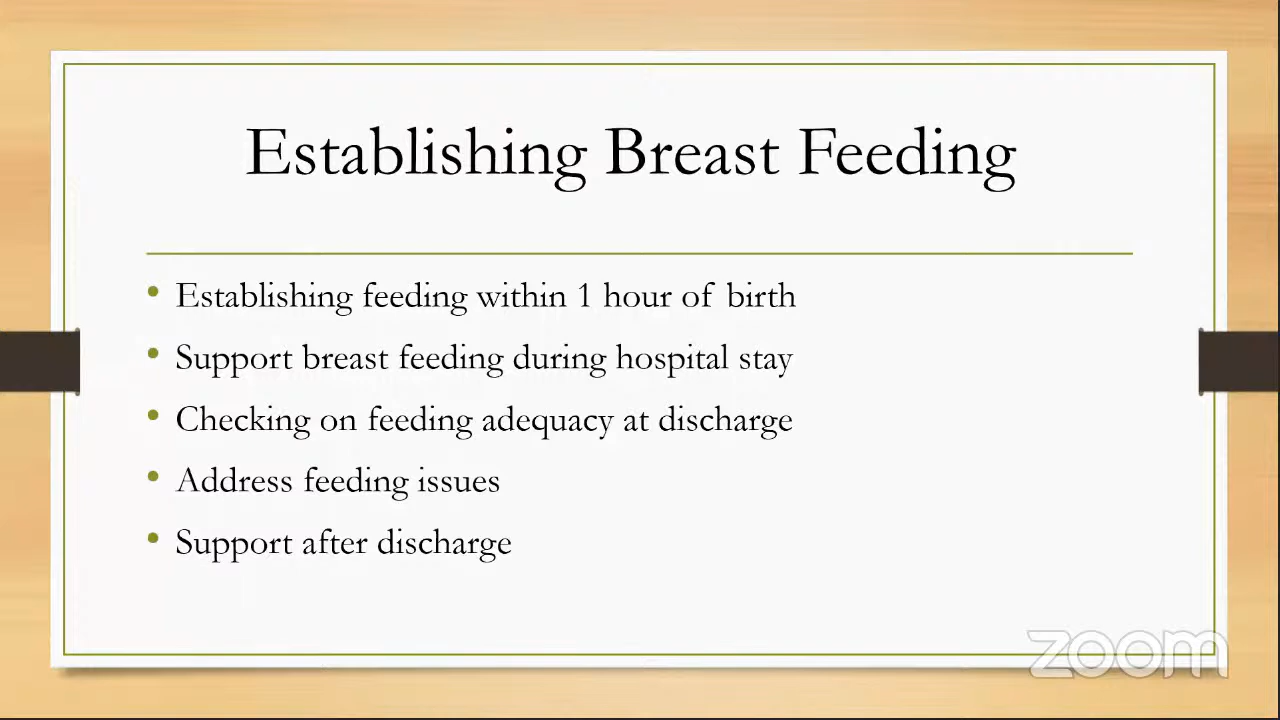 Establishing Breast Feeding
• Establishing feeding within 1 hour of birth
• Support breast feeding during hospital stay
• Checking on feeding adequacy at discharge
• Address feeding issues
• Support after discharge
zoom